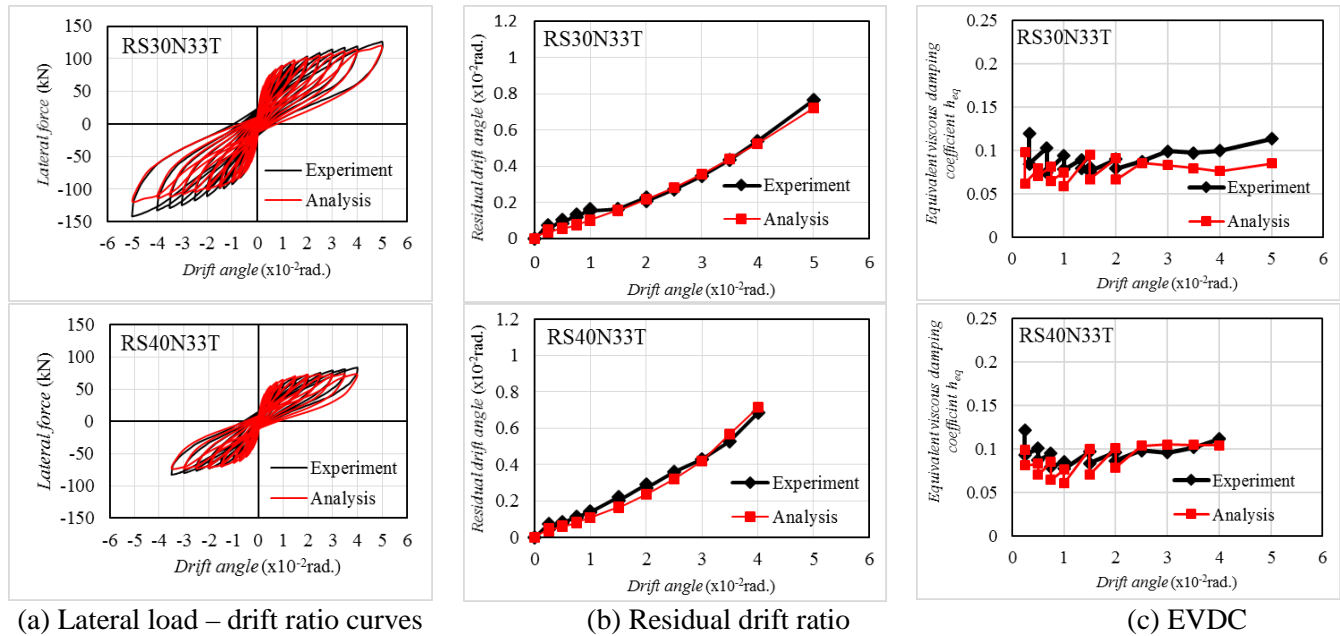 RS30N33T
Lateral force (kN)
150
100
50
0
-50
-100
-150
-6 -5 -4 -3 -2 -1 0 1 2 3 4 5 6
Drift angle (x10-2rad.)
Experiment
Analysis
RS30N33T
Residual drift angle (x10-2rad.)
1.2
1
0.8
0.6
0.4
0.2
0
0 1 2 3 4 5 6
Drift angle (x10-2rad.)
Experiment
Analysis
RS30N33T
Equivalent viscous damping
coefficient heq
0.25
0.2
0.15
0.1
0.05
0
0 1 2 3 4 5 6
Drift angle (x10-2rad.)
Experiment
Analysis
RS40N33T
Lateral force (kN)
150
100
50
0
-50
-100
-150
-6 -5 -4 -3 -2 -1 0 1 2 3 4 5 6
Drift angle (x10-2rad.)
Experiment
Analysis
RS40N33T
Residual drift angle (x10-2rad.)
1.2
1
0.8
0.6
0.4
0.2
0
0 1 2 3 4 5 6
Drift angle (x10-2rad.)
Experiment
Analysis
RS40N33T
Equivalent viscous damping
coefficint heq
0.25
0.2
0.15
0.1
0.05
0
0 1 2 3 4 5 6
Drift angle (x10-2rad.)
Experiment
Analysis
(a) Lateral load – drift ratio curves
(b) Residual drift ratio
(c) EVDC